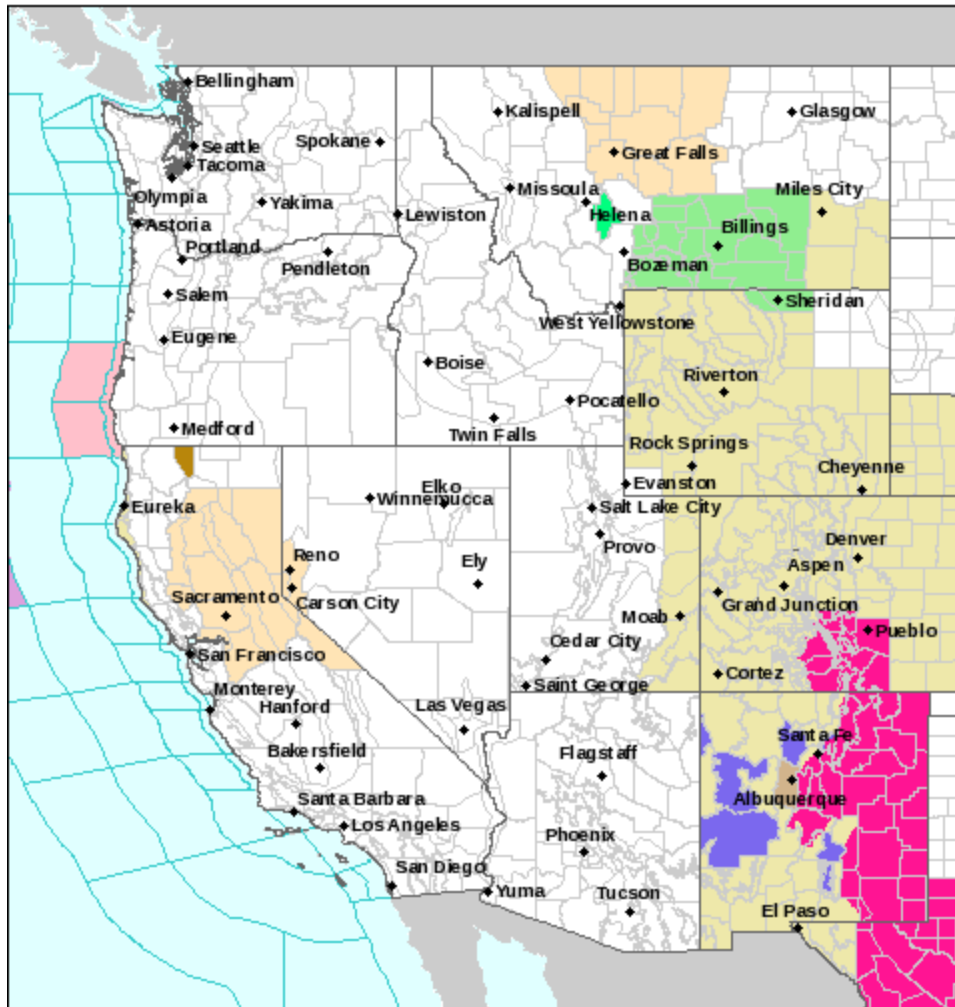 Bellingham
Kalispell
Glasgow
Seattle
Spokane
Great Falls
Tacoma
Olympia
Yakima
Missoula
Miles City
Lewiston
Helena
Astoria
Billings
Portland
Pendleton
Bozeman
Salem
Sheridan
West Yellowstone
Eugene
Boise
Riverton
Pocatello
Medford
Twin Falls
Rock Springs
Cheyenne
Evanston
Elko
Winnemucca
Eureka
Salt Lake City
Provo
Denver
Reno
Ely
Aspen
Sacramento
Carson City
Grand Junction
Moab
Pueblo
Cedar City
San Francisco
Cortez
Saint George
Monterey
Hanford
Las Vegas
Santa Fe
Bakersfield
Flagstaff
Santa Barbara
Albuquerque
Los Angeles
Phoenix
San Diego
Yuma
Tucson
El Paso